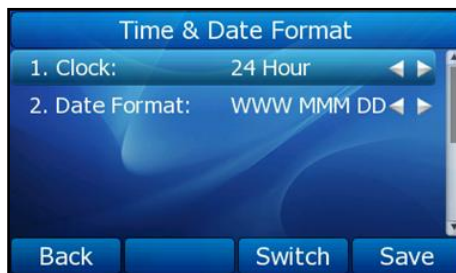 Time & Date Format
1. Clock: 24 Hour
2. Date Format: WWW MMM DD
Back Switch Save